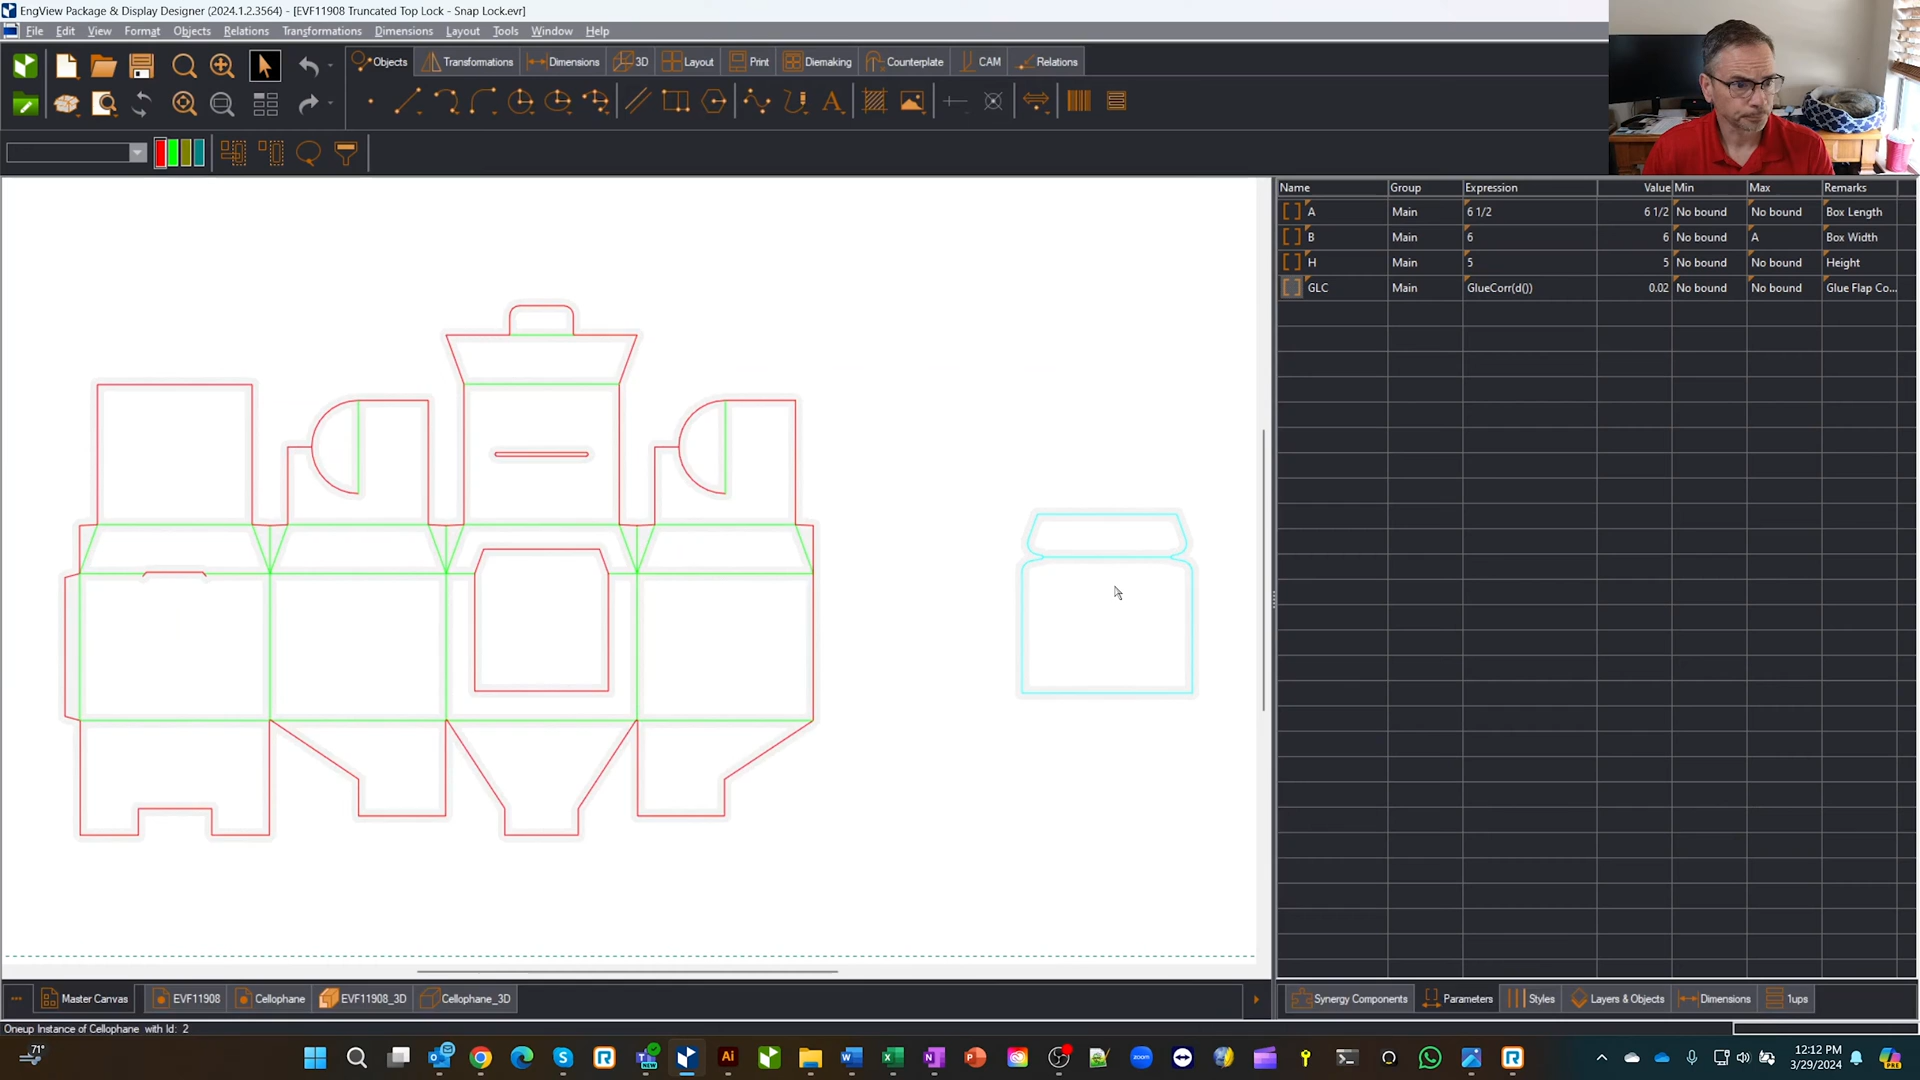 EngView Package & Display Designer (2024.1.2.3564) - [EVF11908 Truncated Top Lock - Snap Lock.evr]
File Edit View Format Objects Relations Transformations Dimensions Layout Tools Window Help
Objects Transformations Dimensions 3D Layout Print Diemaking Counterplate CAM Relations
Name Group Expression Value Min Max Remarks
A Main 6 1/2 6 1/2 No bound No bound Box Length
B Main 6 6 No bound A Box Width
H Main 5 5 No bound No bound Height
GLC Main GlueCorr(d()) 0.02 No bound No bound Glue Flap Co...
... Master Canvas EVF11908 Cellophane EVF11908_3D Cellophane_3D
Synergy Components Parameters Styles Layers & Objects Dimensions 1ups
Oneup Instance of Cellophane with Id: 2
71°
NEW
Ai
zoom
PRE
12:12 PM
3/29/2024